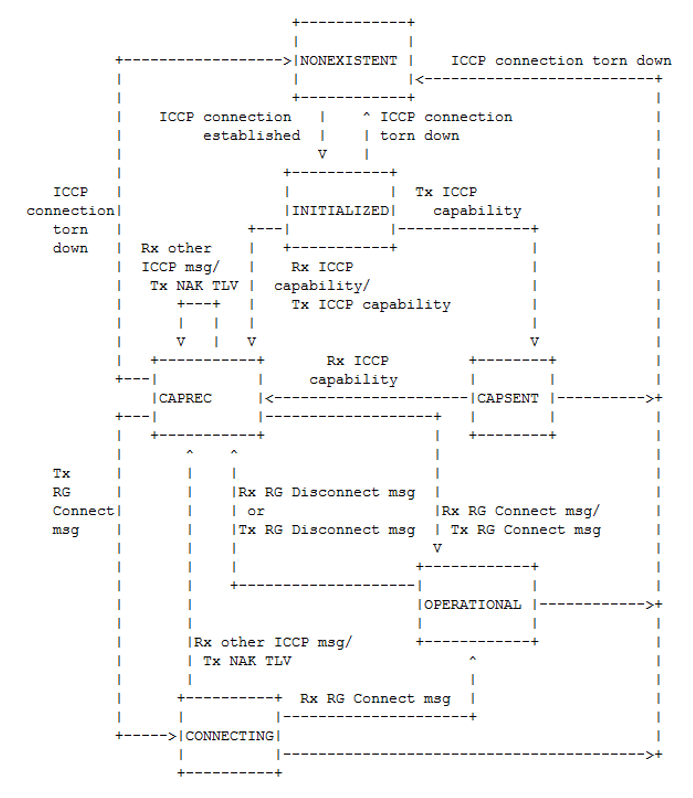 NONEXISTENT
ICCP connection torn down
ICCP connection
established
ICCP connection
torn down
ICCP
connection
torn
down
INITIALIZED
Tx ICCP
capability
Rx other
ICCP msg/
Tx NAK TLV
Rx ICCP
capability/
Tx ICCP capability
Rx ICCP
capability
CAPREC
CAPSENT
Tx
RG
Connect
msg
Rx RG Disconnect msg
or
Tx RG Disconnect msg
Rx RG Connect msg/
Tx RG Connect msg
OPERATIONAL
Rx other ICCP msg/
Tx NAK TLV
Rx RG Connect msg
CONNECTING